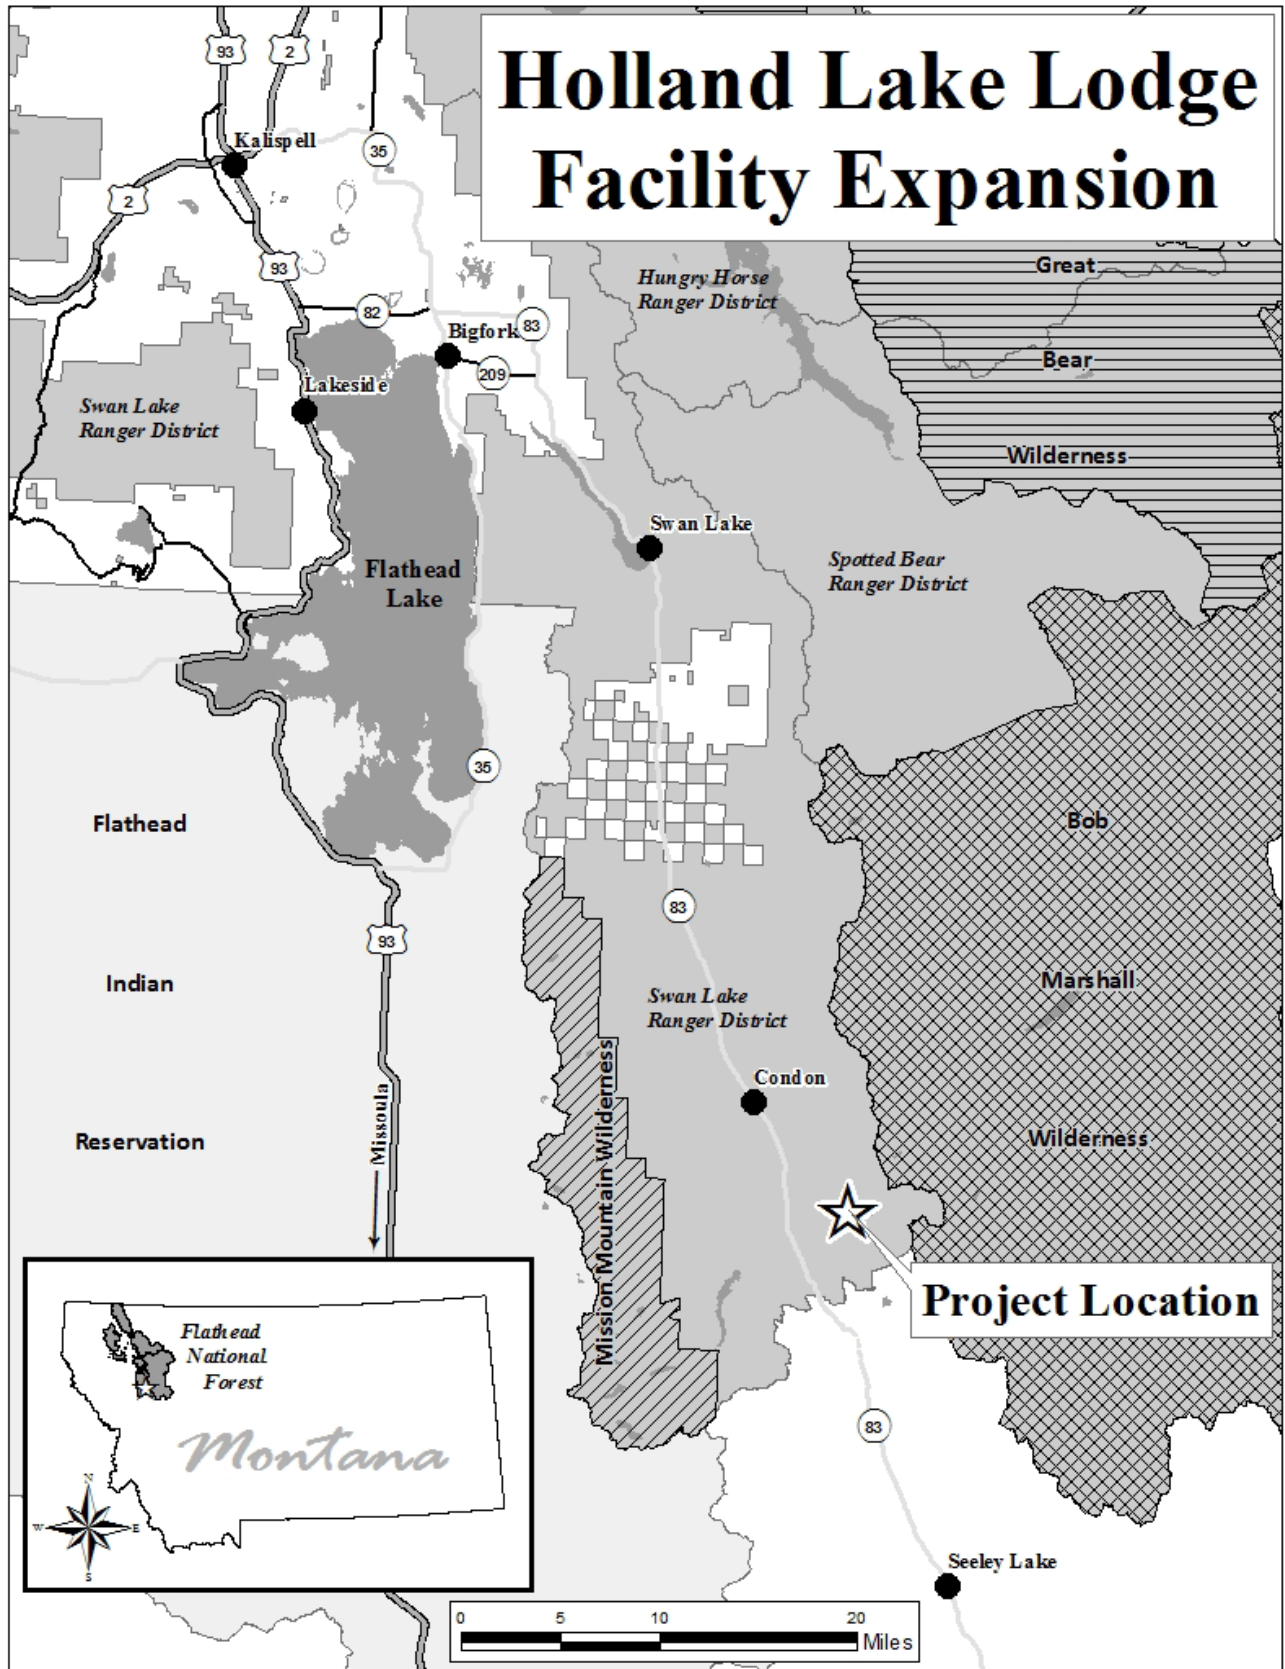 Holland Lake Lodge
Facility Expansion
93
2
Kalispell
35
2
93
Great
Hungry Horse
Ranger District
82
Bigfork
83
Bear
209
Lakeside
Swan Lake
Ranger District
Wilderness
Swan Lake
Spotted Bear
Ranger District
Flathead
Lake
35
Flathead
Bob
83
93
Indian
Marshall
Swan Lake
Ranger District
Mission Mountain Wilderness
Condon
Missoula
Reservation
Wilderness
Project Location
Flathead
National
Forest
Montana
N
W
E
S
83
Seeley Lake
0 5 10 20
Miles